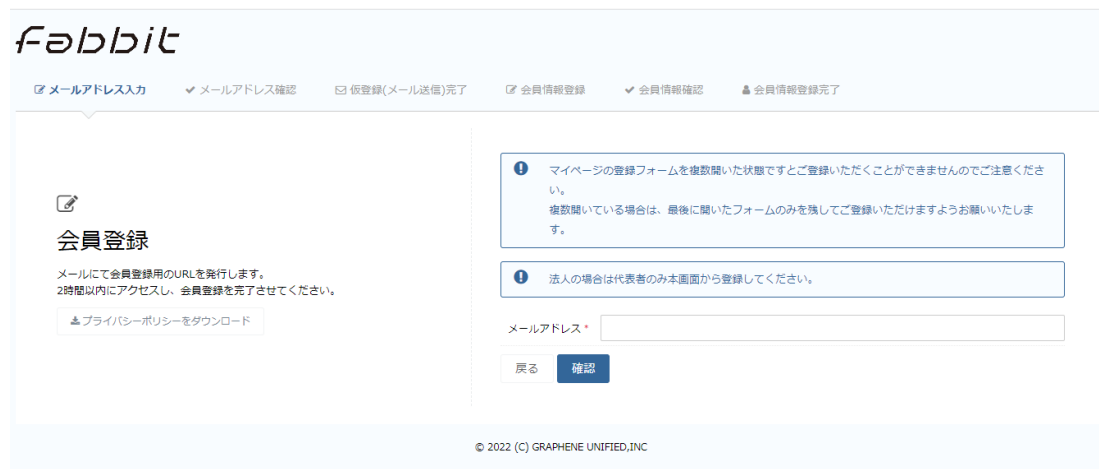 fabbit
メールアドレス入力 メールアドレス確認 仮登録(メール送信)完了 会員情報登録 会員情報確認 会員情報登録完了
会員登録
メールにて会員登録用のURLを発行します。
2時間以内にアクセスし、会員登録を完了させてください。
プライバシーポリシーをダウンロード
マイページの登録フォームを複数開いた状態ですとご登録いただくことができませんのでご注意くださ
い。
複数開いている場合は、最後に開いたフォームのみを残してご登録いただけますようお願いいたしま
す。
法人の場合は代表者のみ本画面から登録してください。
メールアドレス *
戻る 確認
© 2022 (C) GRAPHENE UNIFIED,INC